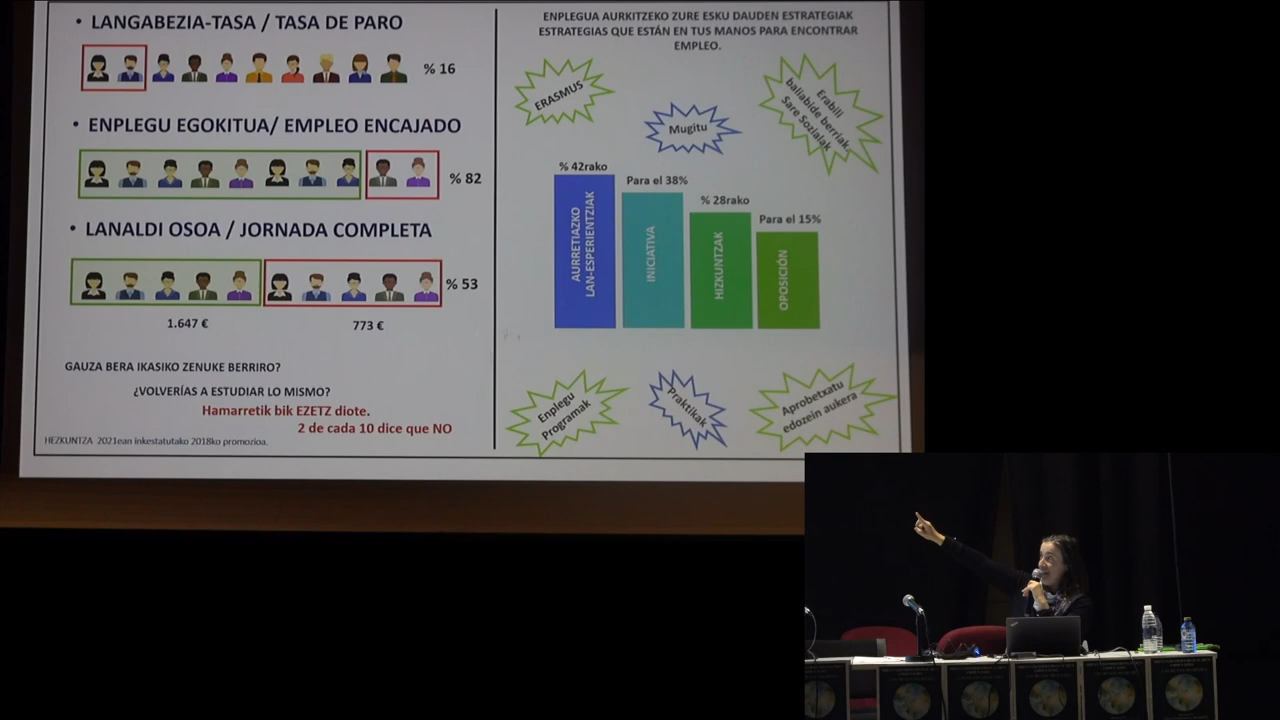 • LANGABEZIA-TASA / TASA DE PARO
% 16
• ENPLEGU EGOKITUA/ EMPLEO ENCAJADO
% 82
• LANALDI OSOA / JORNADA COMPLETA
% 53
1.647 €
773 €
GAUZA BERA IKASIKO ZENUKE BERRIRO?
¿VOLVERÍAS A ESTUDIAR LO MISMO?
Hamarretik bik EZETZ diote.
2 de cada 10 dice que NO
HEZKUNTZA 2021ean inkestatutako 2018ko promozioa.
ENPLEGUA AURKITZEKO ZURE ESKU DAUDEN ESTRATEGIAK
ESTRATEGIAS QUE ESTÁN EN TUS MANOS PARA ENCONTRAR
EMPLEO.
ERASMUS
Mugitu
Erabili
baliabide berriak
Sare Sozialak
% 42rako
AURRETIAZKO
LAN-ESPERIENTZIAK
Para el 38%
INICIATIVA
% 28rako
HIZKUNTZAK
Para el 15%
OPOSICIÓN
Enplegu
Programak
Praktikak
Aprobetxatu
edozein aukera